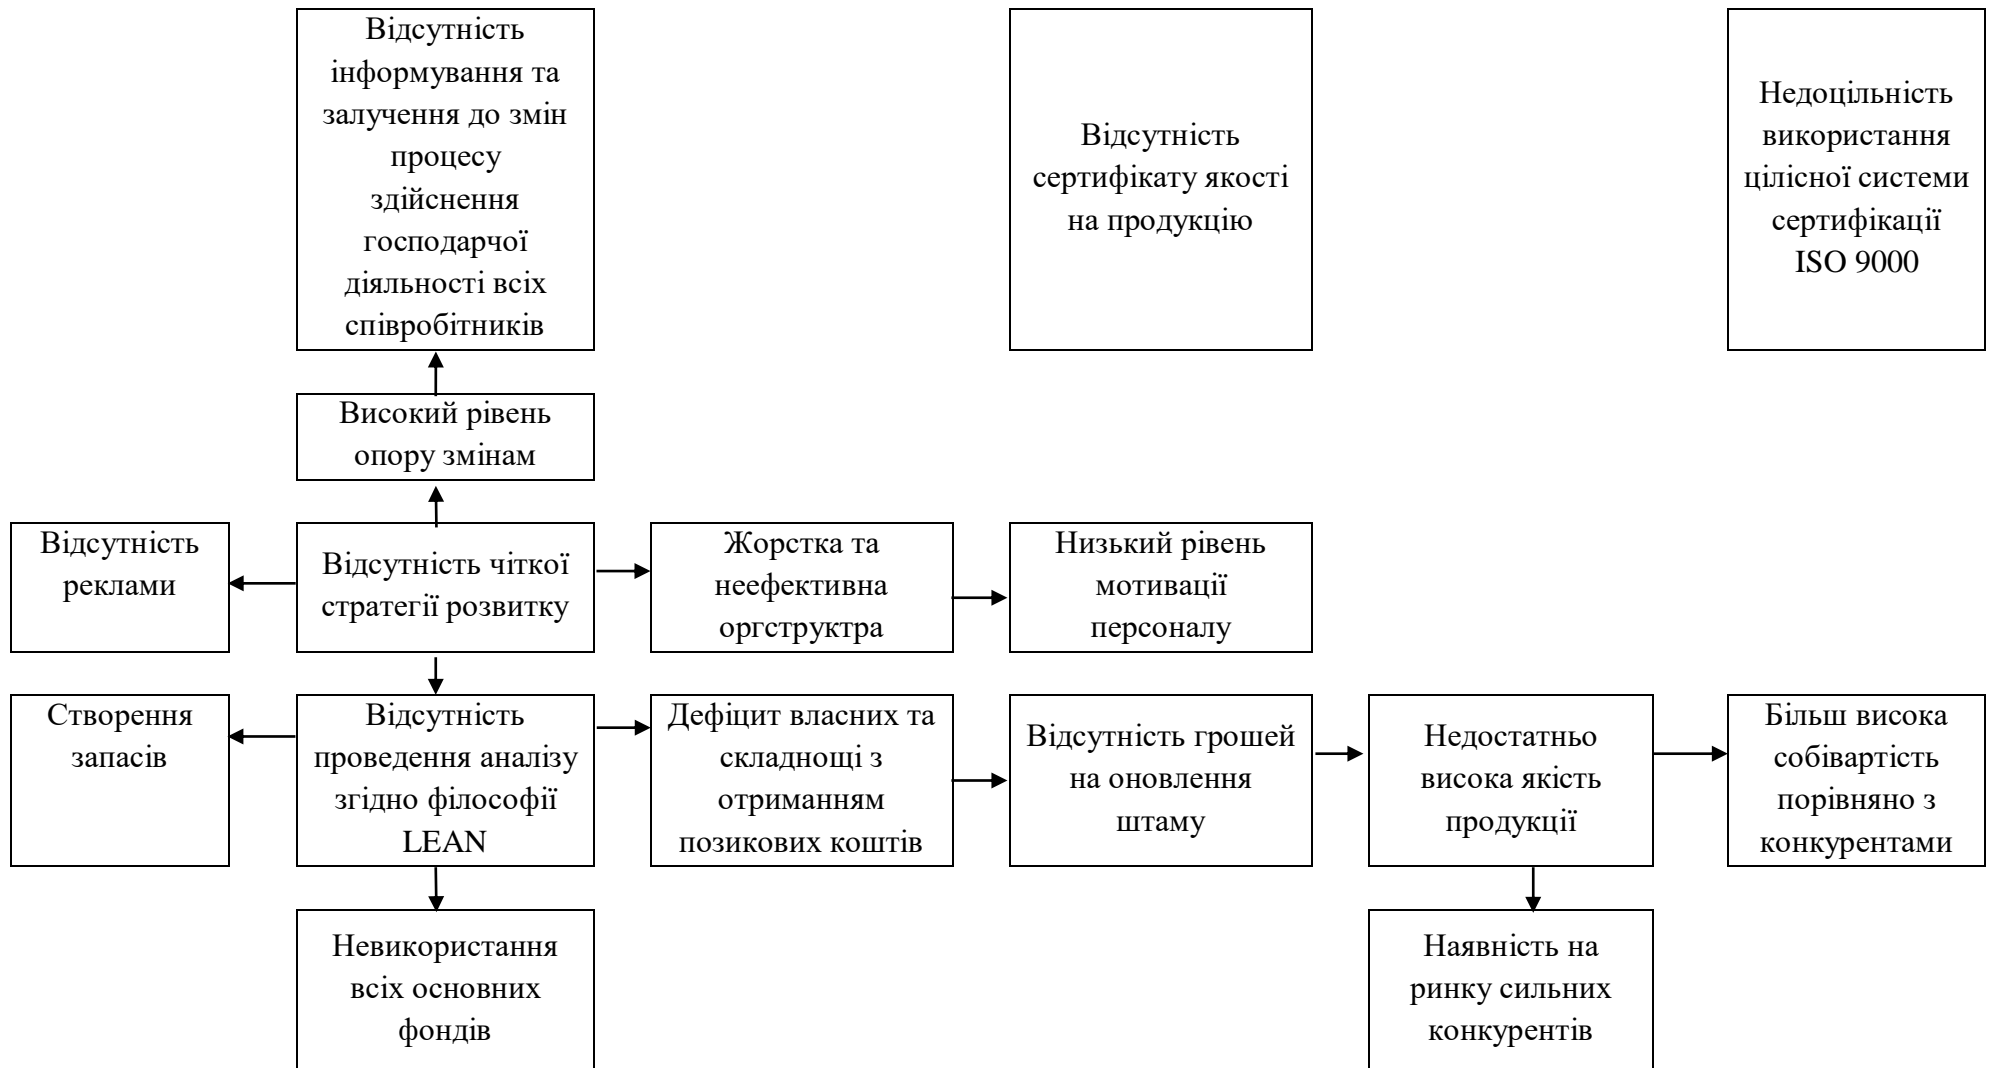 Відсутність
інформування та
залучення до змін
процесу
здійснення
господарчої
діяльності всіх
співробітників
Відсутність
сертифікату якості
на продукцію
Недоцільність
використання
цілісної системи
сертифікації
ISO 9000
Високий рівень
опору змінам
Відсутність
реклами
Відсутність чіткої
стратегії розвитку
Жорстка та
неефективна
оргструктра
Низький рівень
мотивації
персоналу
Створення
запасів
Відсутність
проведення аналізу
згідно філософії
LEAN
Дефіцит власних та
складнощі з
отриманням
позикових коштів
Відсутність грошей
на оновлення
штаму
Недостатньо
висока якість
продукції
Більш висока
собівартість
порівняно з
конкурентами
Невикористання
всіх основних
фондів
Наявність на
ринку сильних
конкурентів